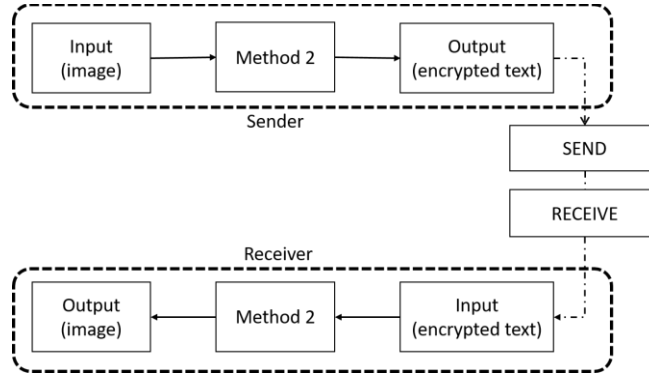 Input
(image)
Method 2
Output
(encrypted text)
Sender
SEND
RECEIVE
Receiver
Output
(image)
Method 2
Input
(encrypted text)